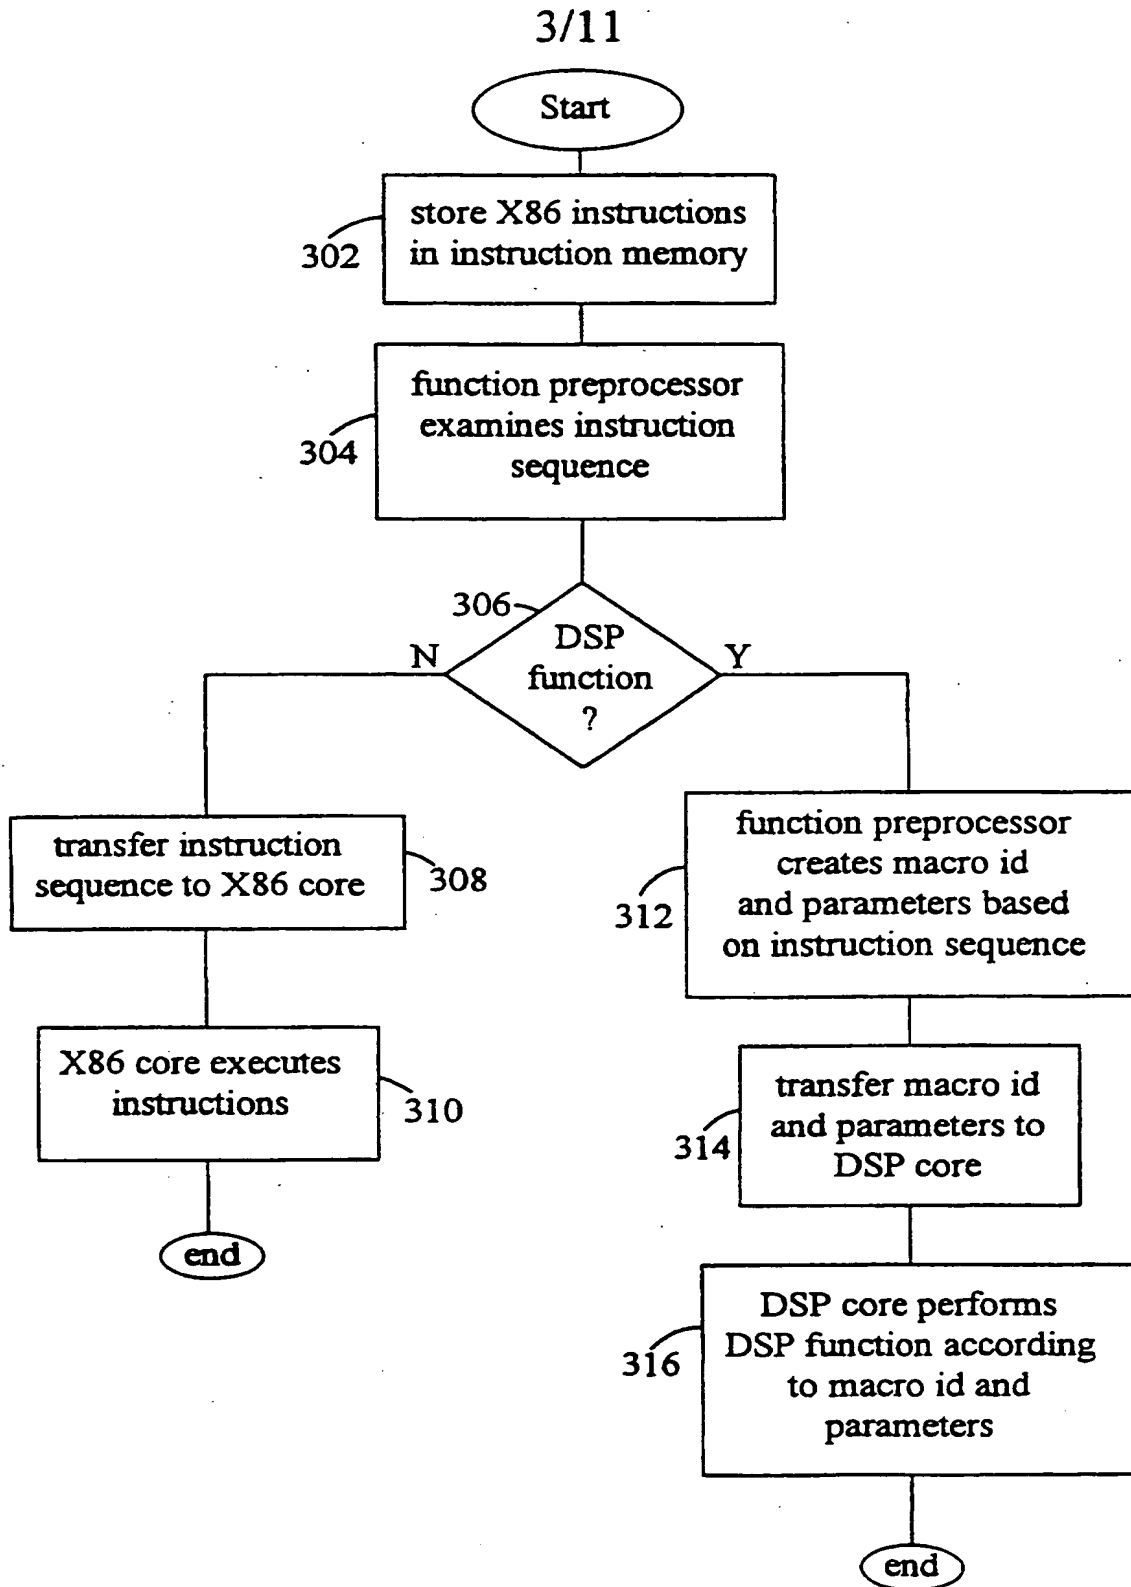 3/11
Start
store X86 instructions
in instruction memory
302
function preprocessor
examines instruction
sequence
304
306
DSP
function
?
N
Y
transfer instruction
sequence to X86 core
308
X86 core executes
instructions
310
end
function preprocessor
creates macro id
and parameters based
on instruction sequence
312
transfer macro id
and parameters to
DSP core
314
DSP core performs
DSP function according
to macro id and
parameters
316
end